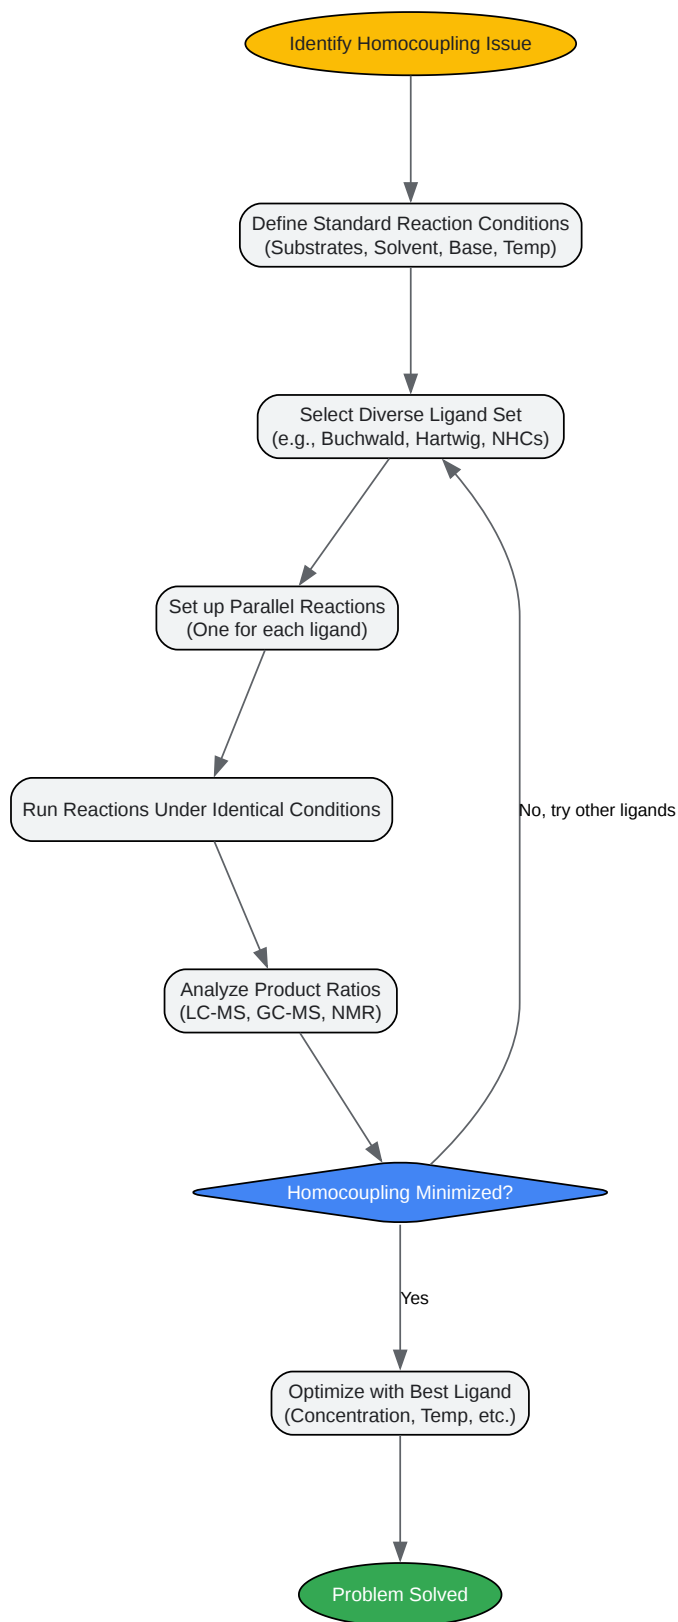 Identify Homocoupling Issue
Define Standard Reaction Conditions
(Substrates, Solvent, Base, Temp)
Select Diverse Ligand Set
(e.g., Buchwald, Hartwig, NHCs)
Set up Parallel Reactions
(One for each ligand)
Run Reactions Under Identical Conditions
No, try other ligands
Analyze Product Ratios
(LC-MS, GC-MS, NMR)
Homocoupling Minimized?
Yes
Optimize with Best Ligand
(Concentration, Temp, etc.)
Problem Solved